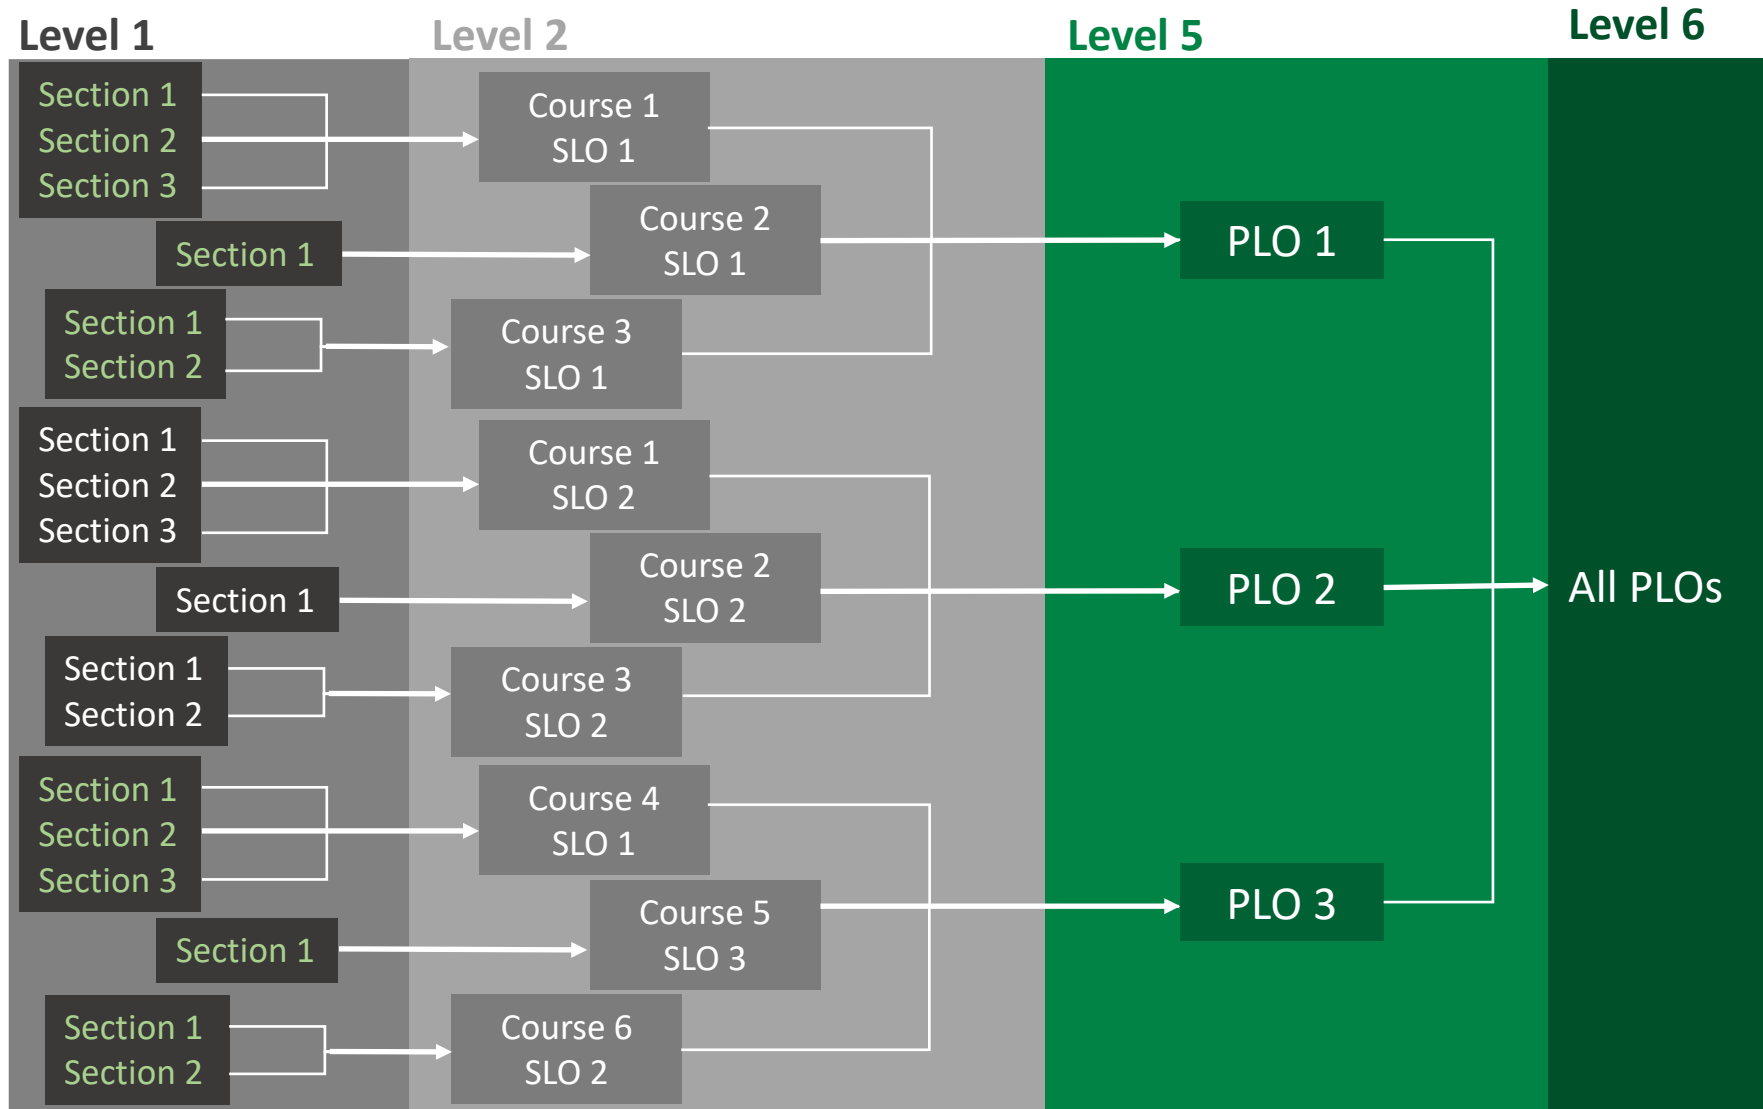 Level 1
Level 2
Level 5
Level 6
Section 1
Section 2
Section 3
Course 1
SLO 1
Section 1
Course 2
SLO 1
Section 1
Section 2
Course 3
SLO 1
PLO 1
Section 1
Section 2
Section 3
Course 1
SLO 2
Section 1
Course 2
SLO 2
Section 1
Section 2
Course 3
SLO 2
PLO 2
All PLOs
Section 1
Section 2
Section 3
Course 4
SLO 1
Section 1
Course 5
SLO 3
Section 1
Section 2
Course 6
SLO 2
PLO 3